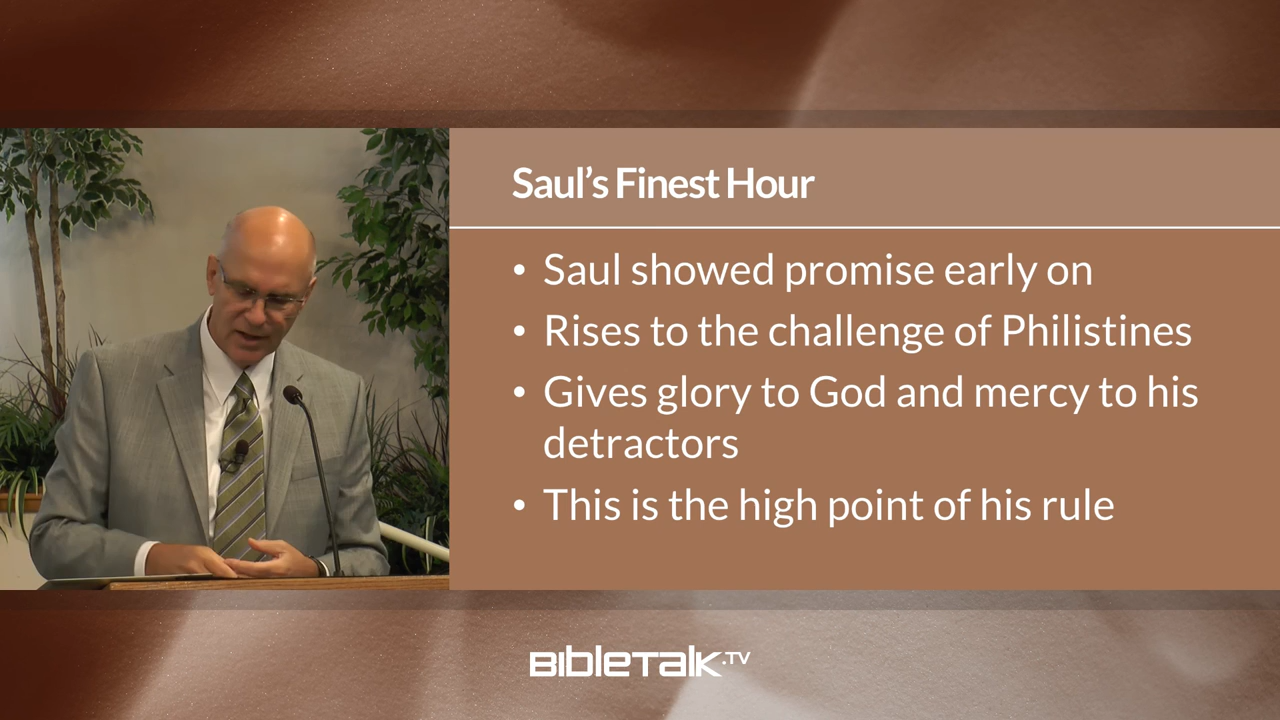 Saul's Finest Hour
• Saul showed promise early on
• Rises to the challenge of Philistines
• Gives glory to God and mercy to his
detractors
• This is the high point of his rule
BibleTalk.TV